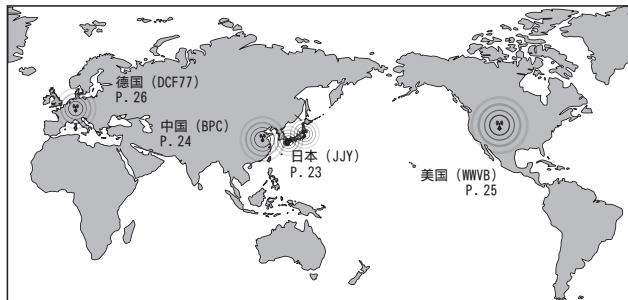 德国（DCF77）
P. 26
中国（BPC）
P. 24
日本（JJY）
P. 23
美国（WWVB）
P. 25